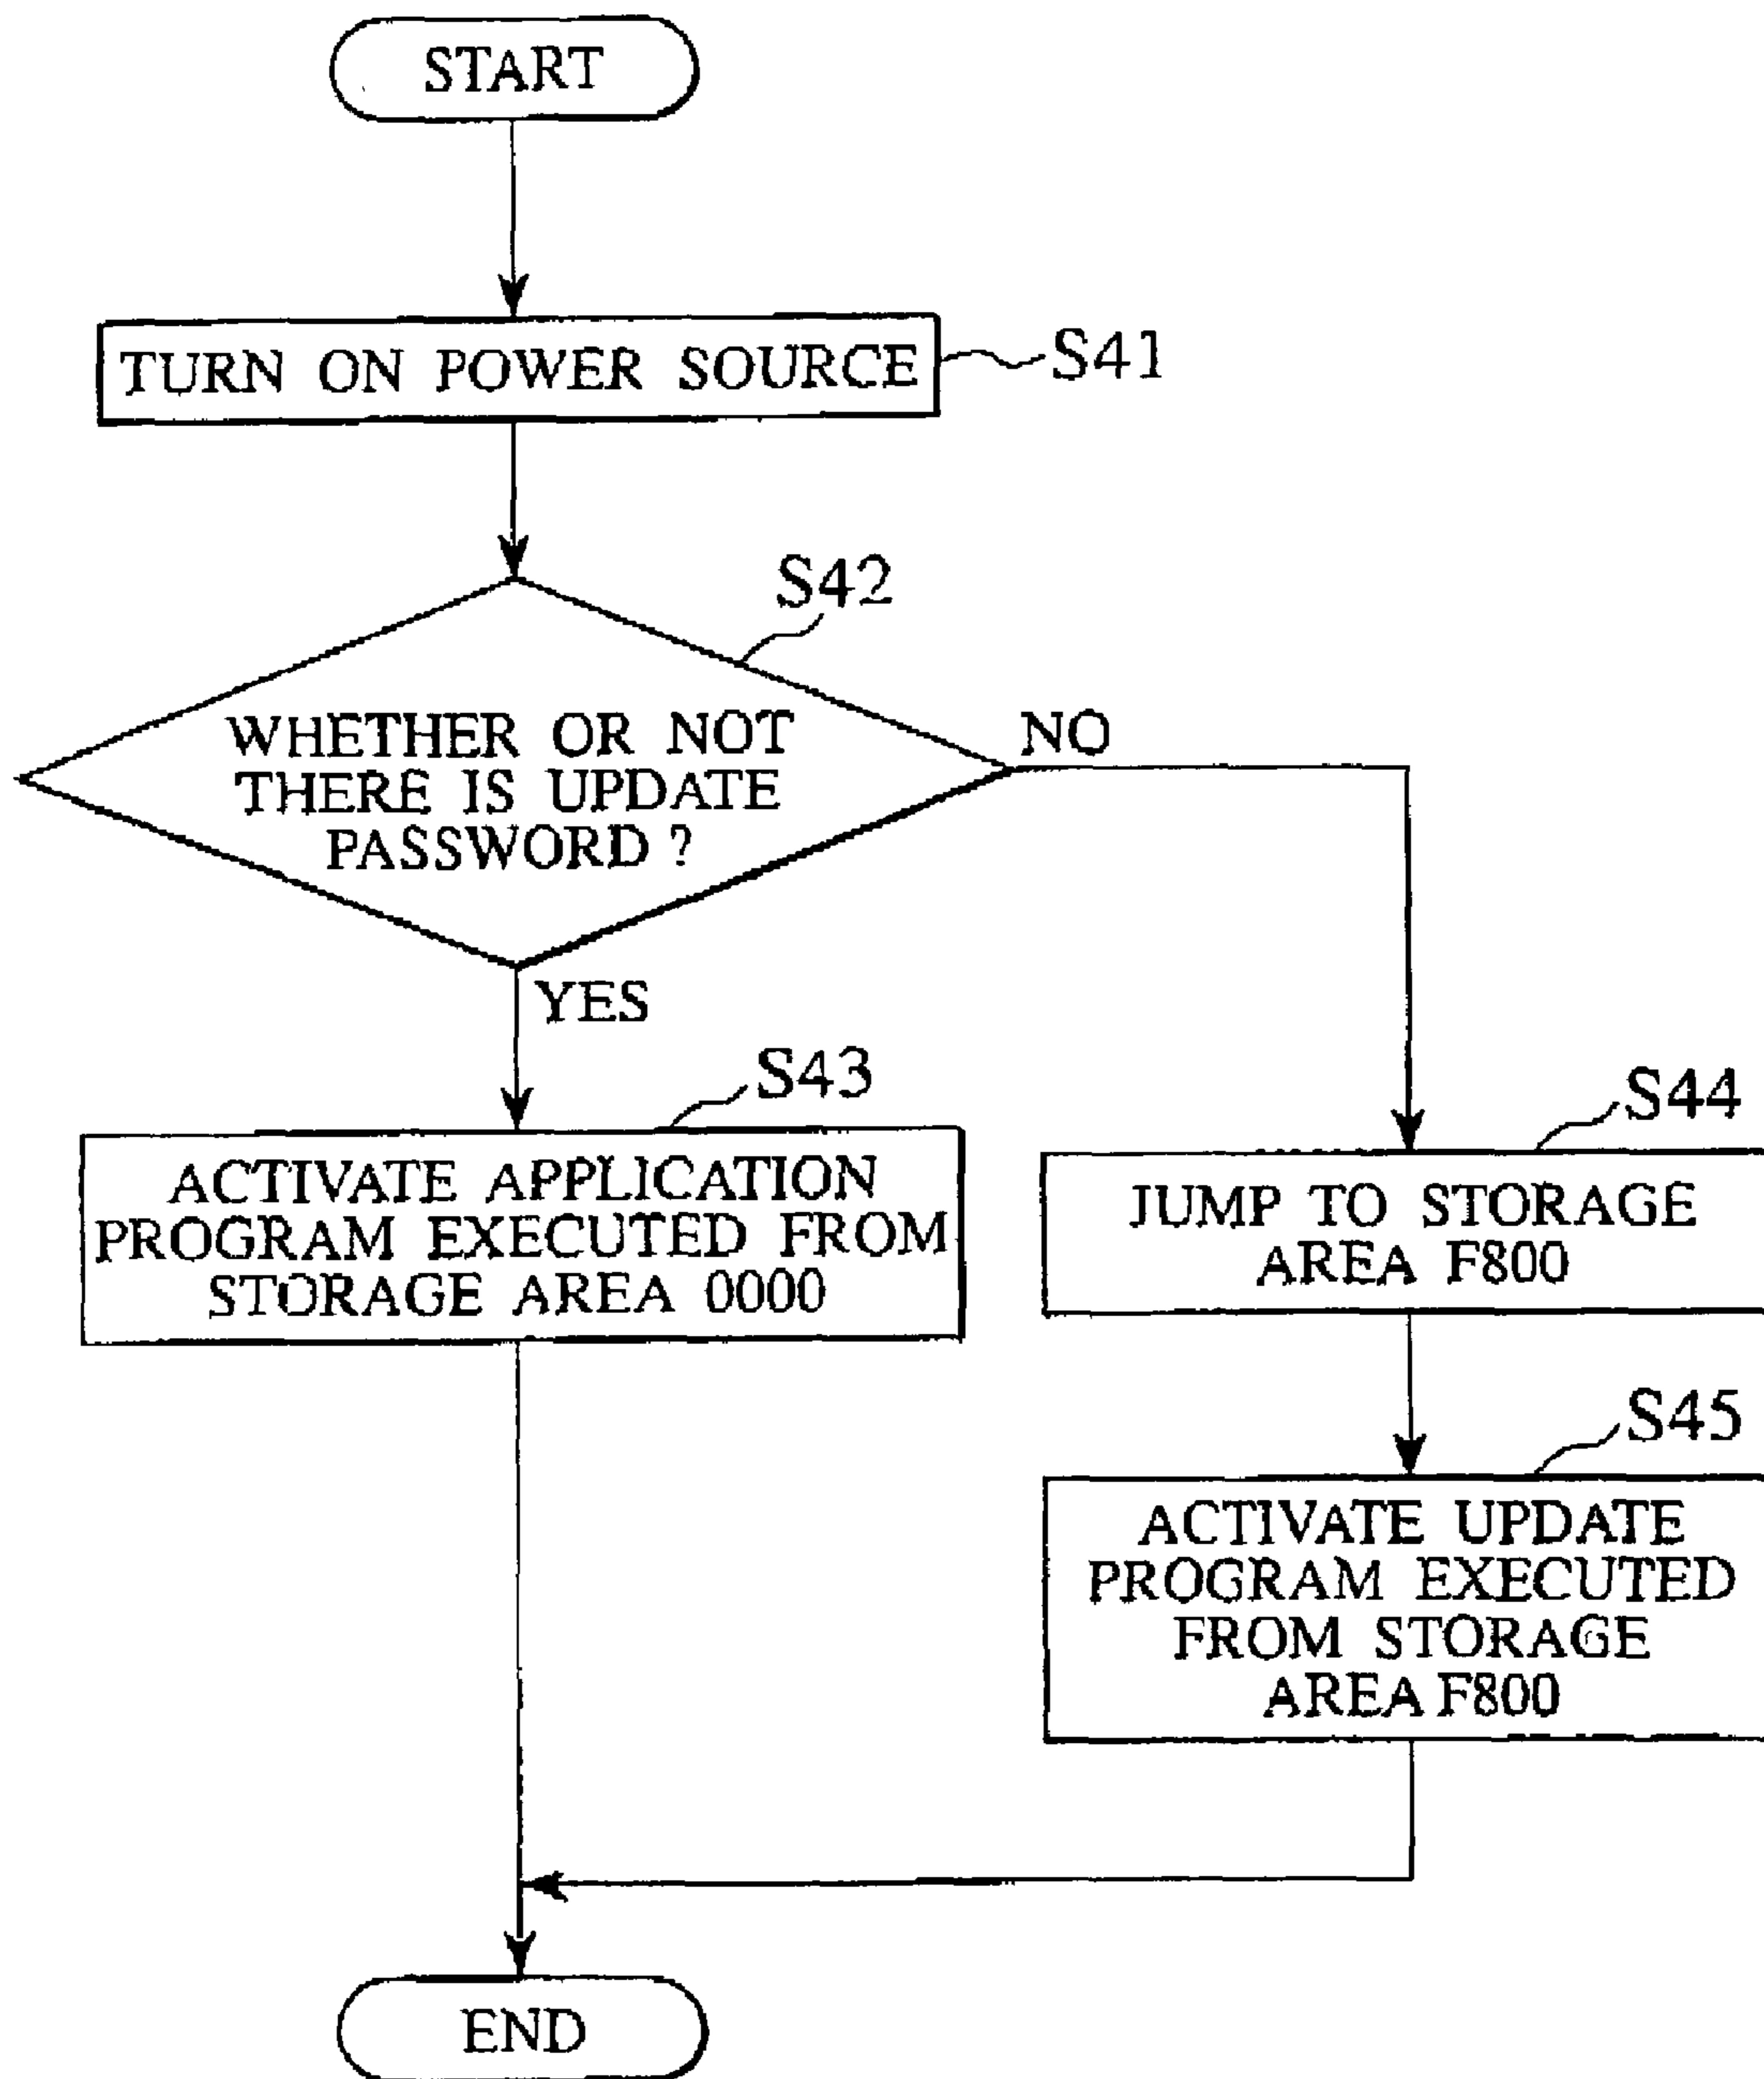 START
TURN ON POWER SOURCE
S41
S42
WHETHER OR NOT
THERE IS UPDATE
PASSWORD ?
NO
YES
S43
ACTIVATE APPLICATION
PROGRAM EXECUTED FROM
STORAGE AREA 0000
S44
JUMP TO STORAGE
AREA F800
S45
ACTIVATE UPDATE
PROGRAM EXECUTED
FROM STORAGE
AREA F800
END